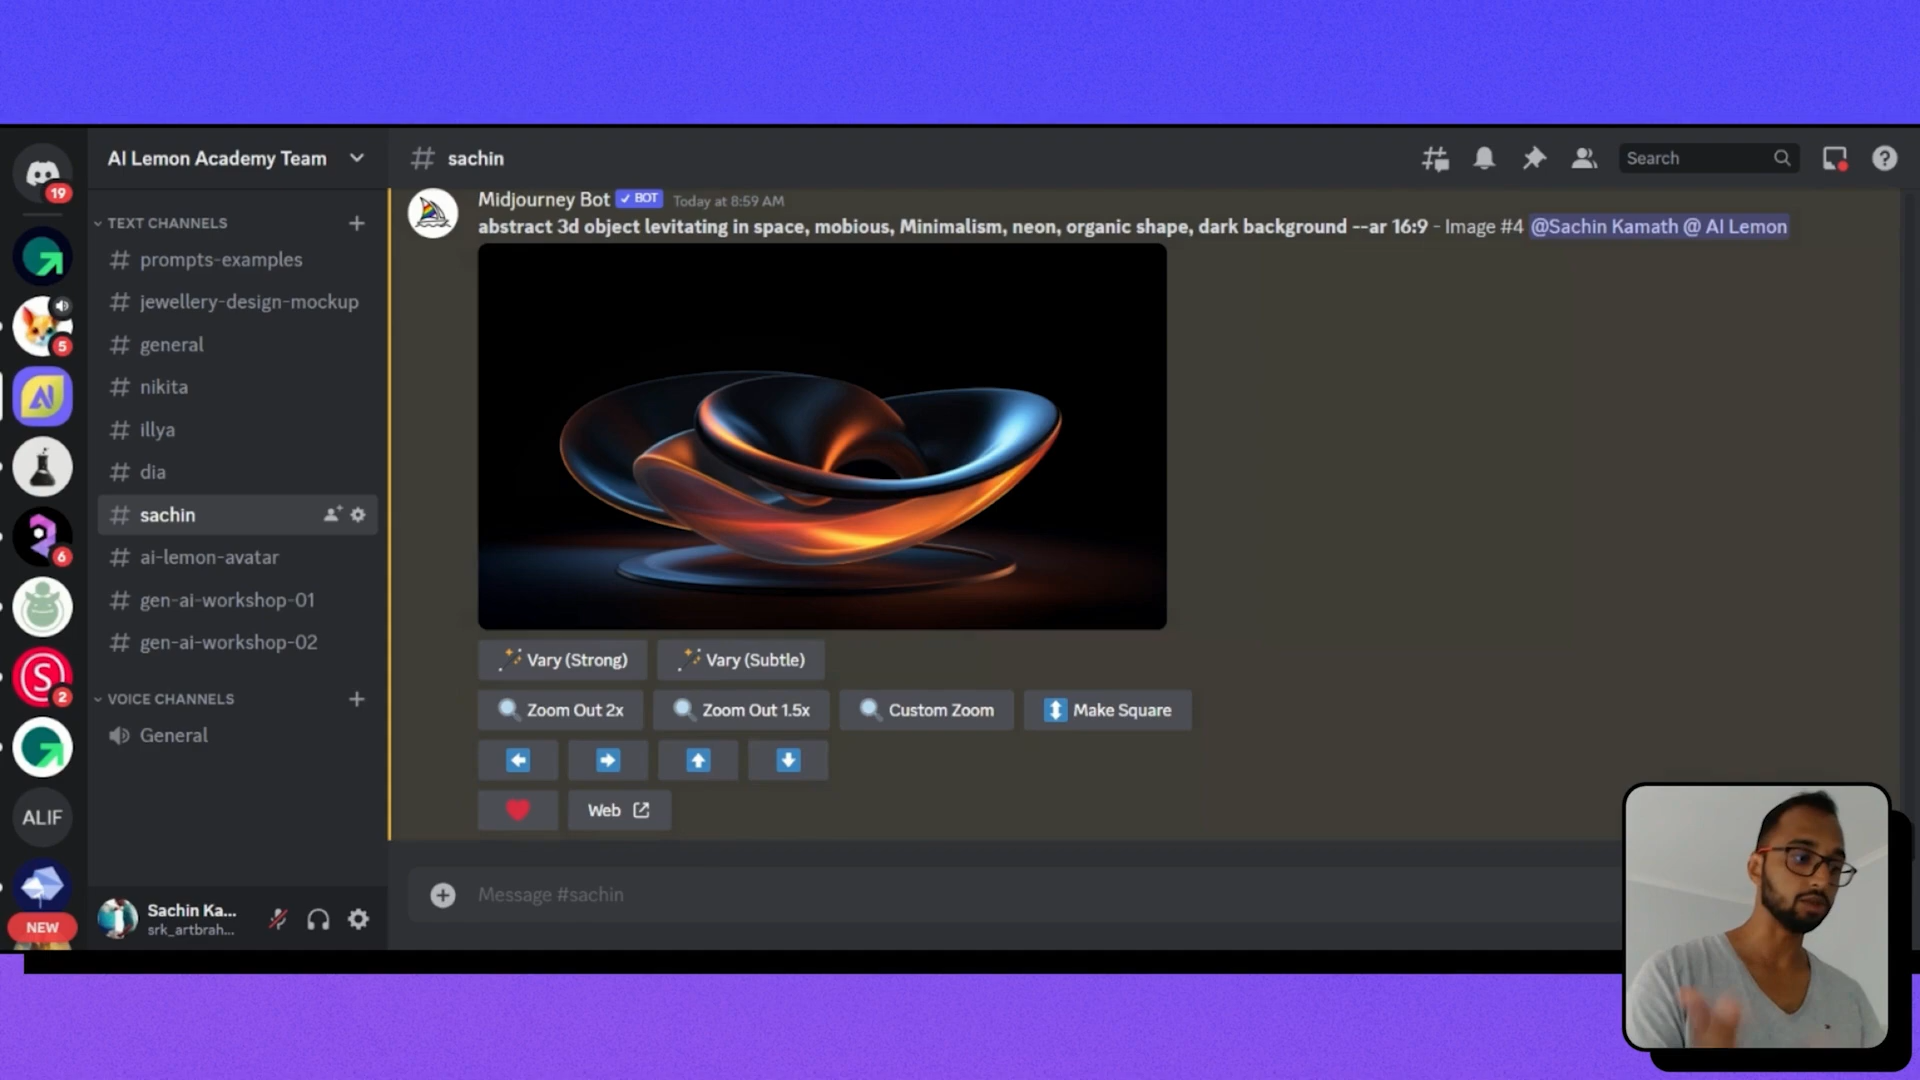 19
5
6
S
2
ALIF
NEW
AI Lemon Academy Team
TEXT CHANNELS
prompts-examples
jewellery-design-mockup
general
nikita
illya
dia
sachin
ai-lemon-avatar
gen-ai-workshop-01
gen-ai-workshop-02
VOICE CHANNELS
General
Sachin Ka...
srk_artbrah...
sachin
Search
Midjourney Bot ✓ BOT Today at 8:59 AM
abstract 3d object levitating in space, mobious, Minimalism, neon, organic shape, dark background --ar 16:9 - Image #4 @Sachin Kamath @ AI Lemon
Vary (Strong) Vary (Subtle)
Zoom Out 2x Zoom Out 1.5x Custom Zoom Make Square
Web
Message #sachin